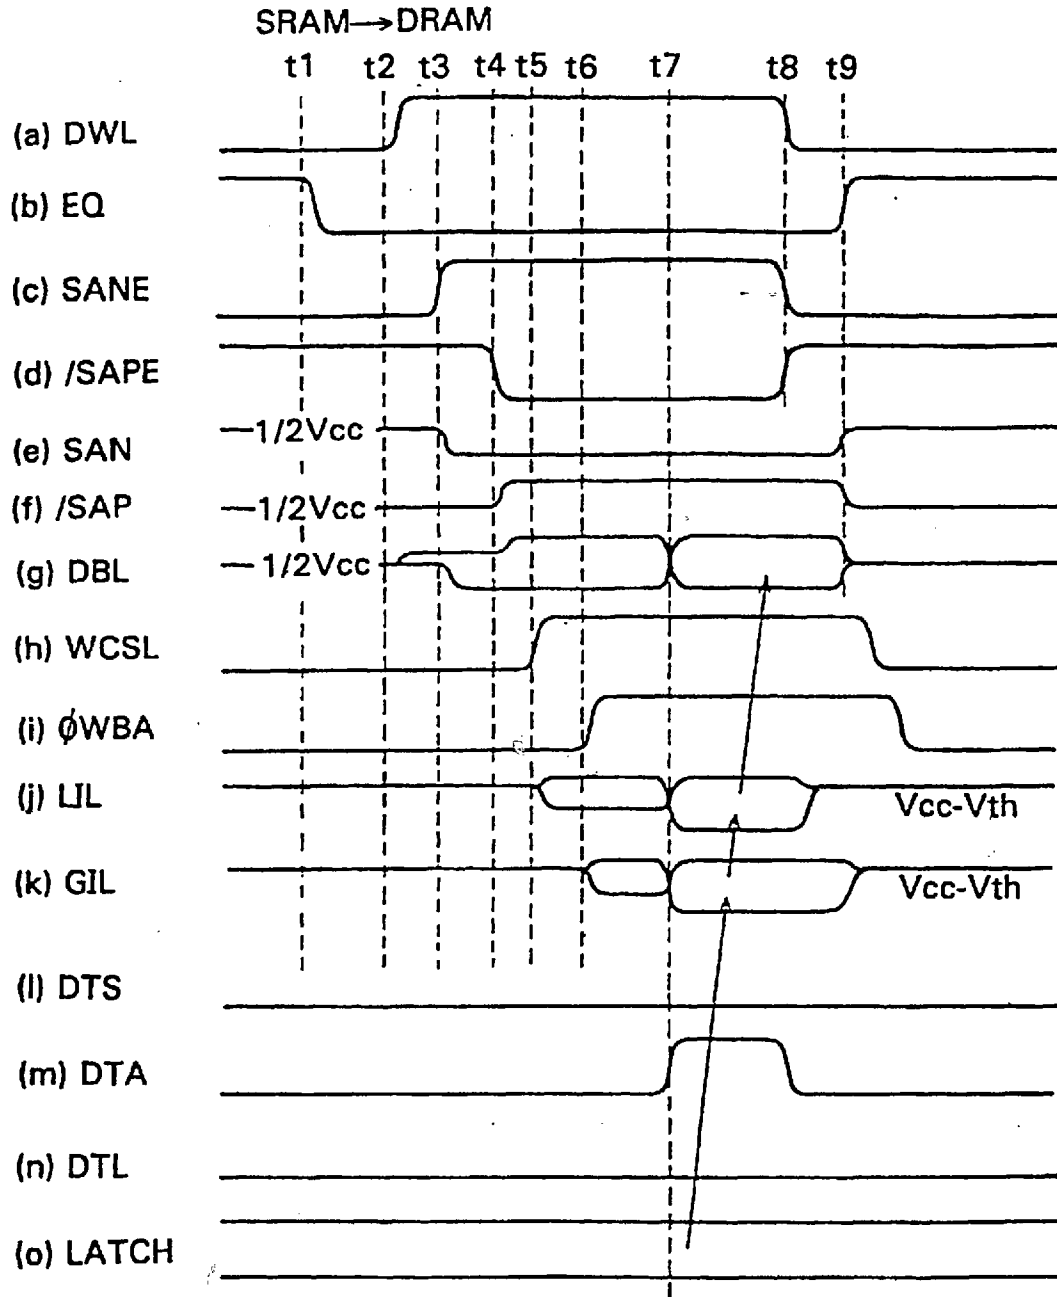 SRAM→DRAM
t1 t2 t3 t4 t5 t6 t7 t8 t9
(a) DWL
(b) EQ
(c) SANE
(d) /SAPE
(e) SAN 1/2Vcc
(f) /SAP 1/2Vcc
(g) DBL 1/2Vcc
(h) WCSL
(i) ϕWBA
(j) LIL Vcc-Vth
(k) GIL Vcc-Vth
(l) DTS
(m) DTA
(n) DTL
(o) LATCH